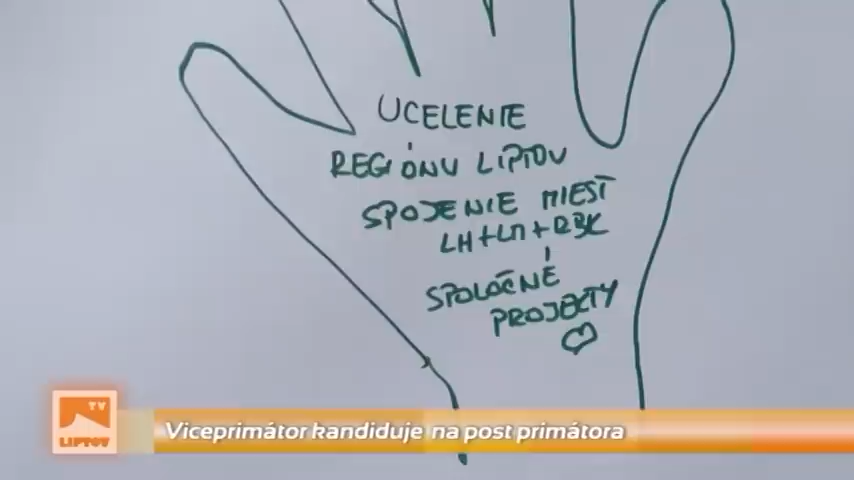 UCELENIE
REGIÓNU LIPTOV
SPOJENIE MIEST
LH+LM+RBK
SPOLOČNÉ
PROJEKTY
TV
LIPTOV
Viceprimátor kandiduje na post primátora